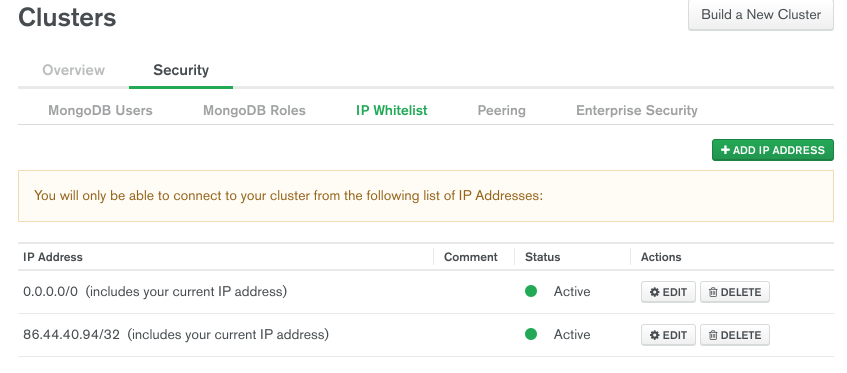 Clusters
Build a New Cluster
Overview Security
MongoDB Users MongoDB Roles IP Whitelist Peering Enterprise Security
+ ADD IP ADDRESS
You will only be able to connect to your cluster from the following list of IP Addresses:
IP Address Comment Status Actions
0.0.0.0/0 (includes your current IP address) Active EDIT DELETE
86.44.40.94/32 (includes your current IP address) Active EDIT DELETE